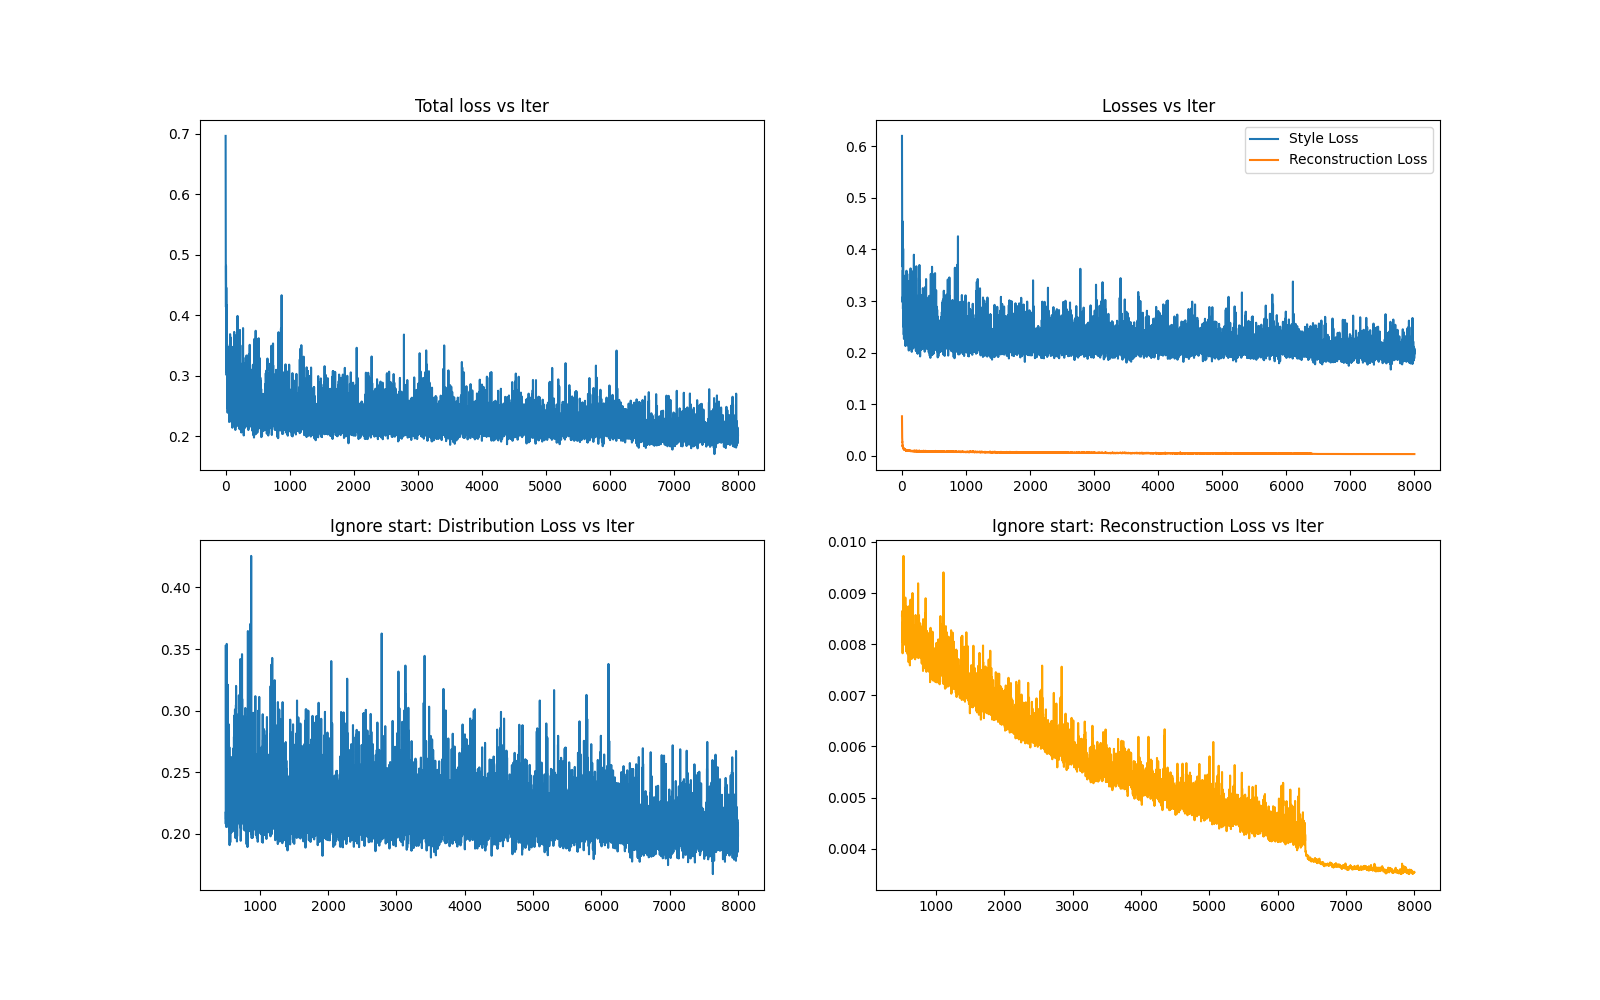 Total loss vs Iter
0.7
0.6
0.5
0.4
0.3
0.2
0 1000 2000 3000 4000 5000 6000 7000 8000
Losses vs Iter
Style Loss
Reconstruction Loss
0.6
0.5
0.4
0.3
0.2
0.1
0.0
0 1000 2000 3000 4000 5000 6000 7000 8000
Ignore start: Distribution Loss vs Iter
0.40
0.35
0.30
0.25
0.20
1000 2000 3000 4000 5000 6000 7000 8000
Ignore start: Reconstruction Loss vs Iter
0.010
0.009
0.008
0.007
0.006
0.005
0.004
1000 2000 3000 4000 5000 6000 7000 8000